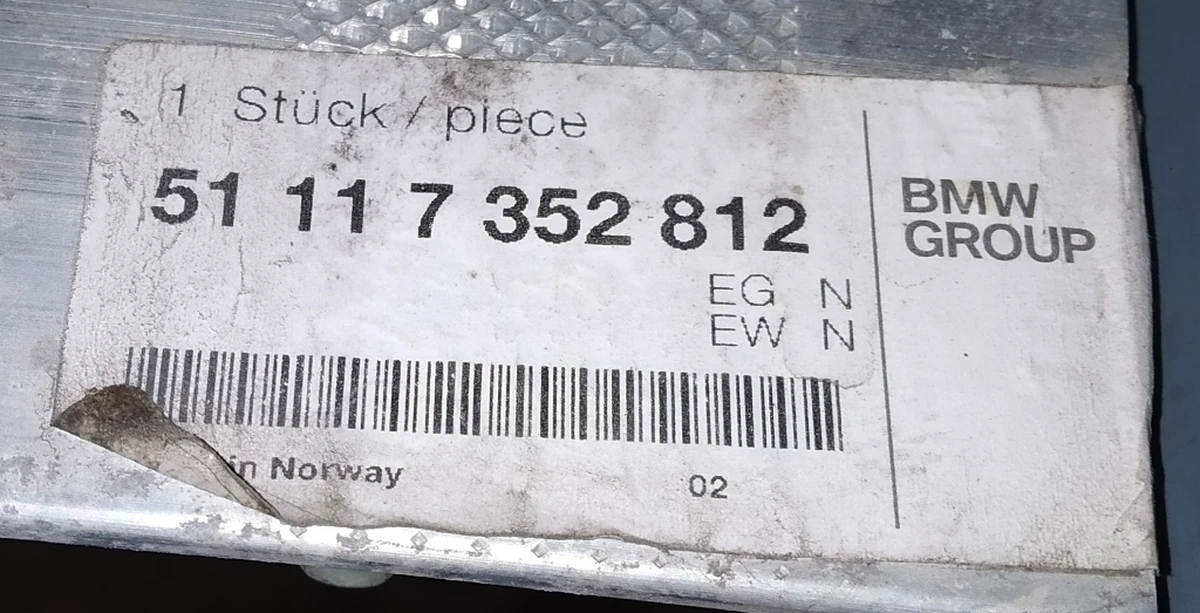 1 Stück / piece
51 11 7 352 812
BMW
GROUP
EG N
EW N
in Norway
02